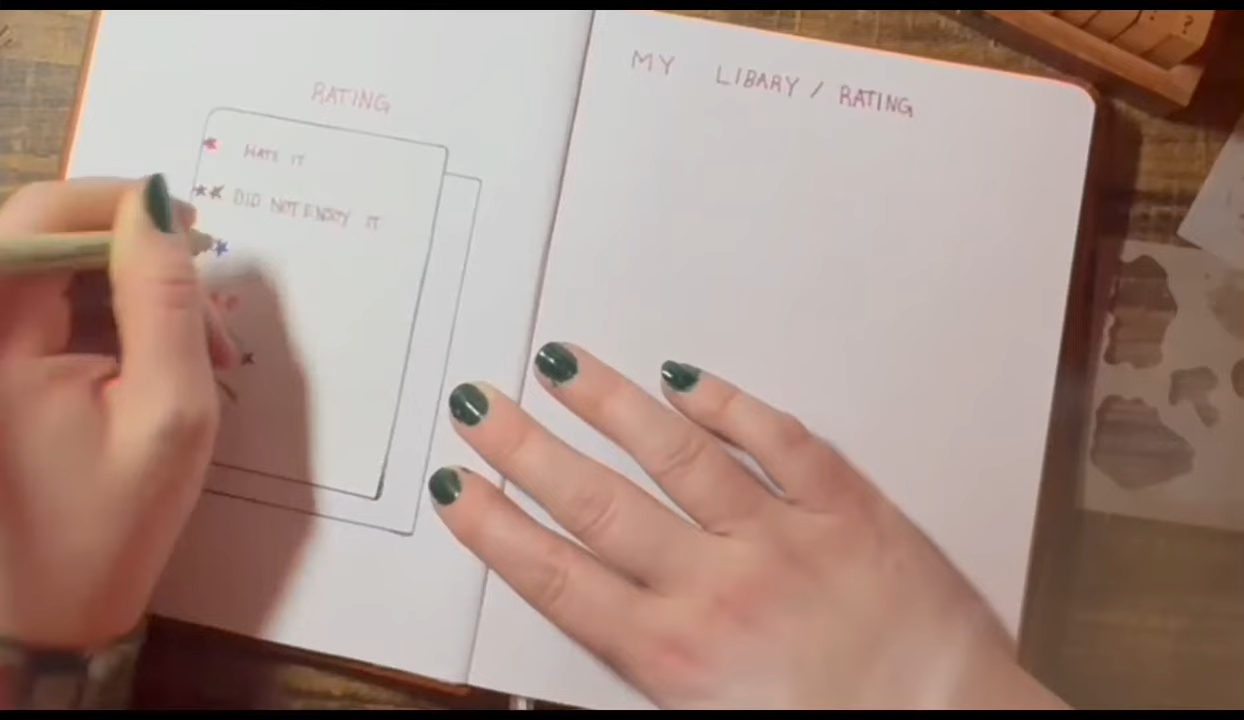 RATING
HATE IT
DID NOT ENJOY IT
MY LIBARY / RATING
?